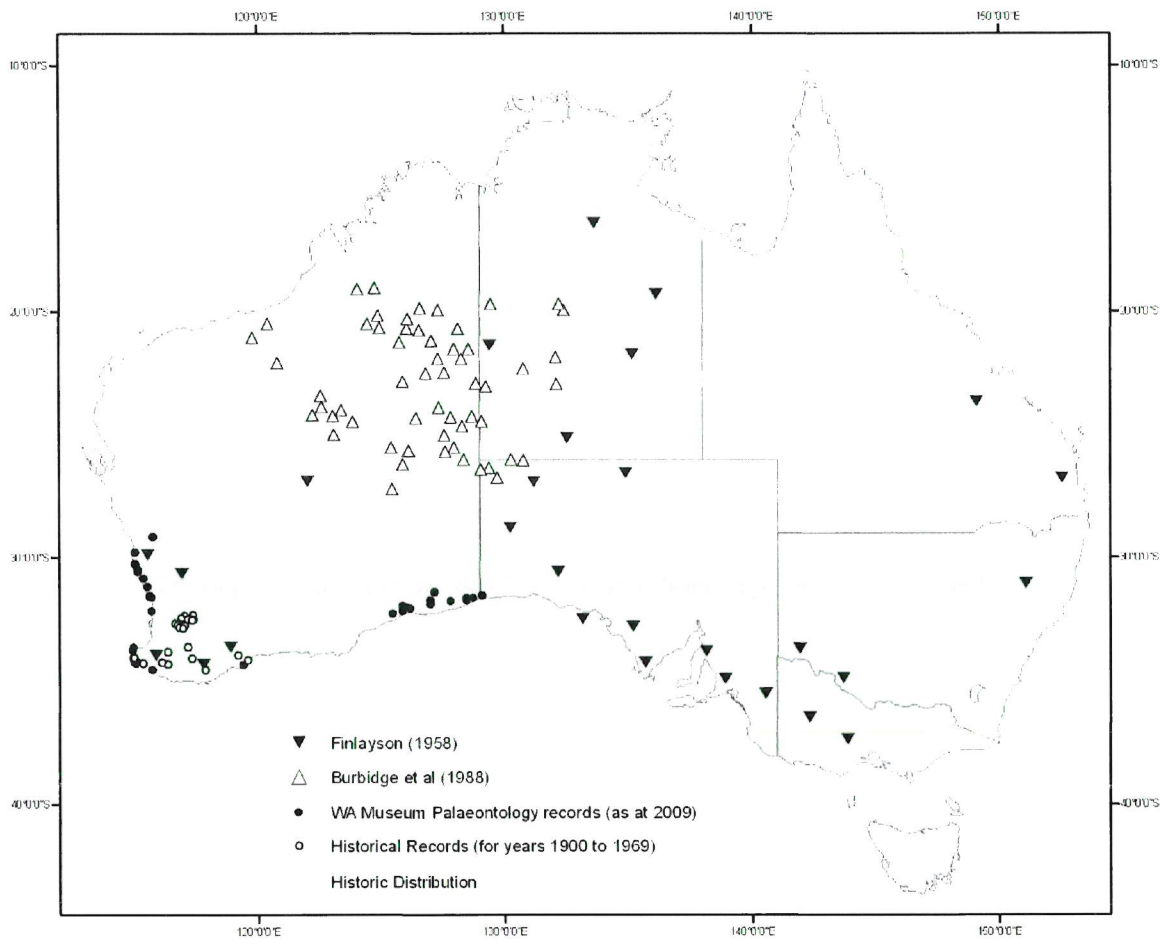 120°0'0"E 130°0'0"E 140°0'0"E 150°0'0"E
10°0'0"S 10°0'0"S
20°0'0"S 20°0'0"S
30°0'0"S 30°0'0"S
Finlayson (1958)
Burbidge et al (1988)
40°0'0"S 40°0'0"S
WA Museum Palaeontology records (as at 2009)
Historical Records (for years 1900 to 1969)
Historic Distribution
120°0'0"E 130°0'0"E 140°0'0"E 150°0'0"E